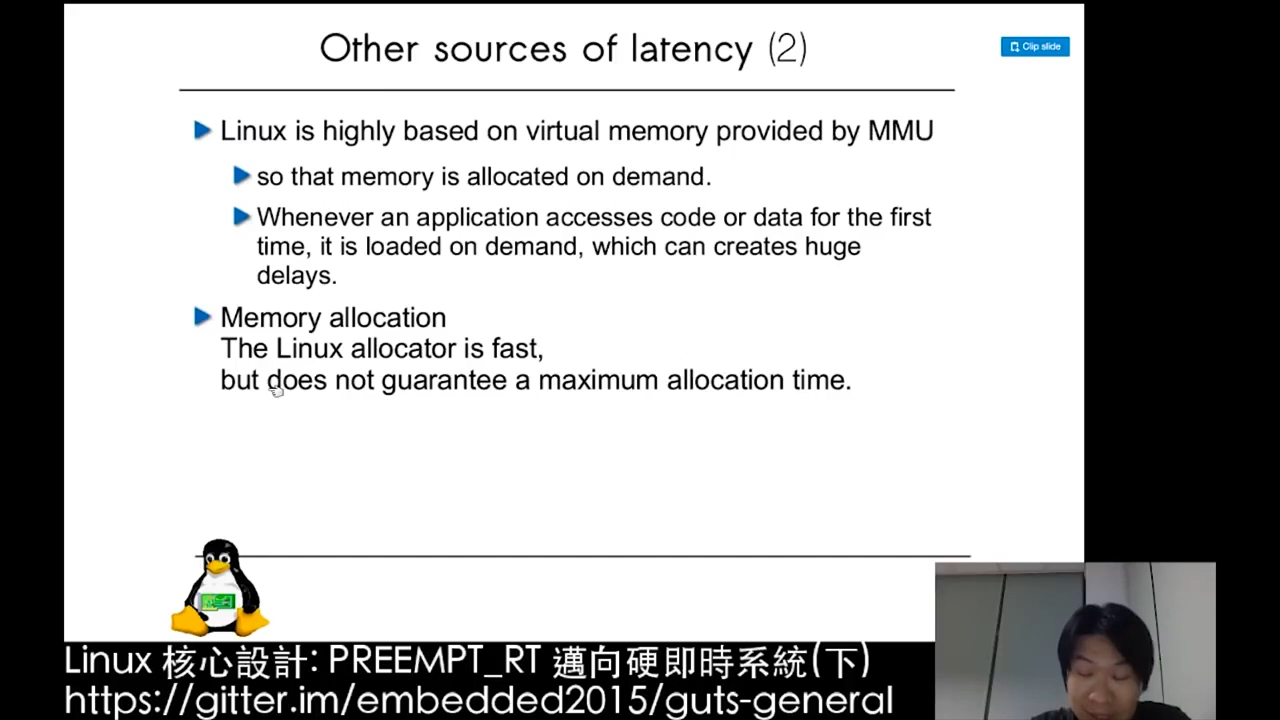 Other sources of latency (2)
Clip slide
Linux is highly based on virtual memory provided by MMU
so that memory is allocated on demand.
Whenever an application accesses code or data for the first
time, it is loaded on demand, which can creates huge
delays.
Memory allocation
The Linux allocator is fast,
but does not guarantee a maximum allocation time.
Linux 核心設計: PREEMPT_RT 邁向硬即時系統(下)
https://gitter.im/embedded2015/guts-general